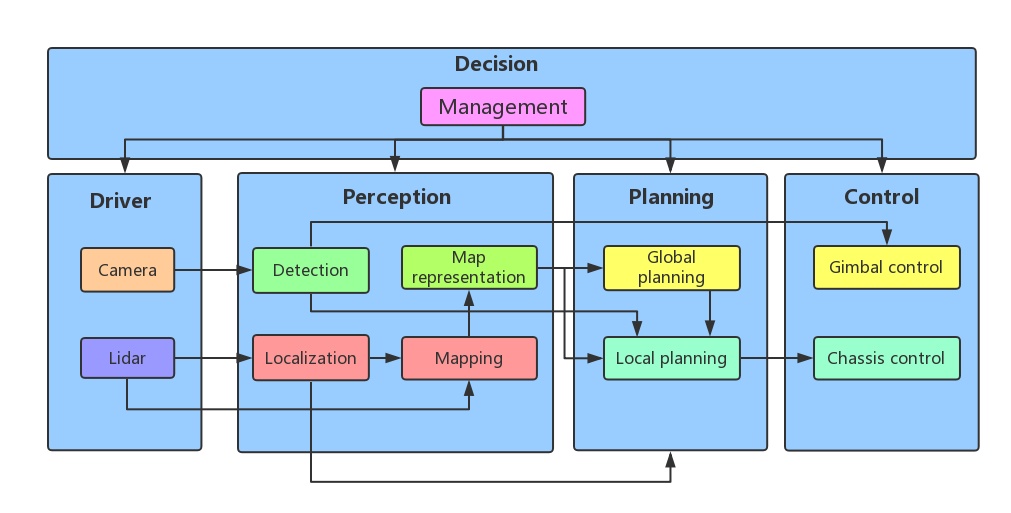 Decision
Management
Driver
Perception
Planning
Control
Camera
Detection
Map
representation
Global
planning
Gimbal control
Lidar
Localization
Mapping
Local planning
Chassis control